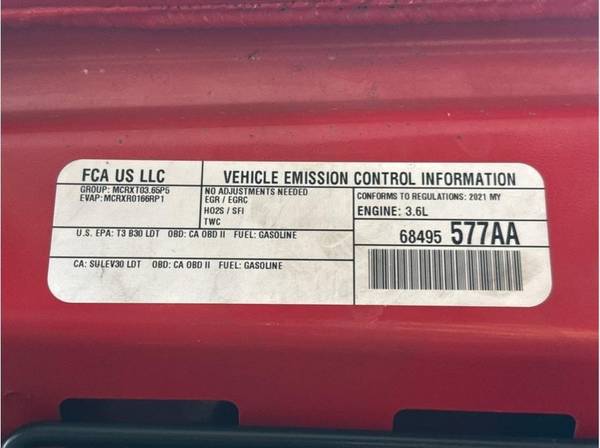 FCA US LLC
GROUP: MCRXT03.65P5
EVAP: MCRXR0166RP1
VEHICLE EMISSION CONTROL INFORMATION
NO ADJUSTMENTS NEEDED
EGR / EGRC
HO2S / SFI
TWC
CONFORMS TO REGULATIONS: 2021 MY
ENGINE: 3.6L
U.S. EPA: T3 B30 LDT OBD: CA OBD II FUEL: GASOLINE
68495 577AA
CA: SULEV30 LDT OBD: CA OBD II FUEL: GASOLINE